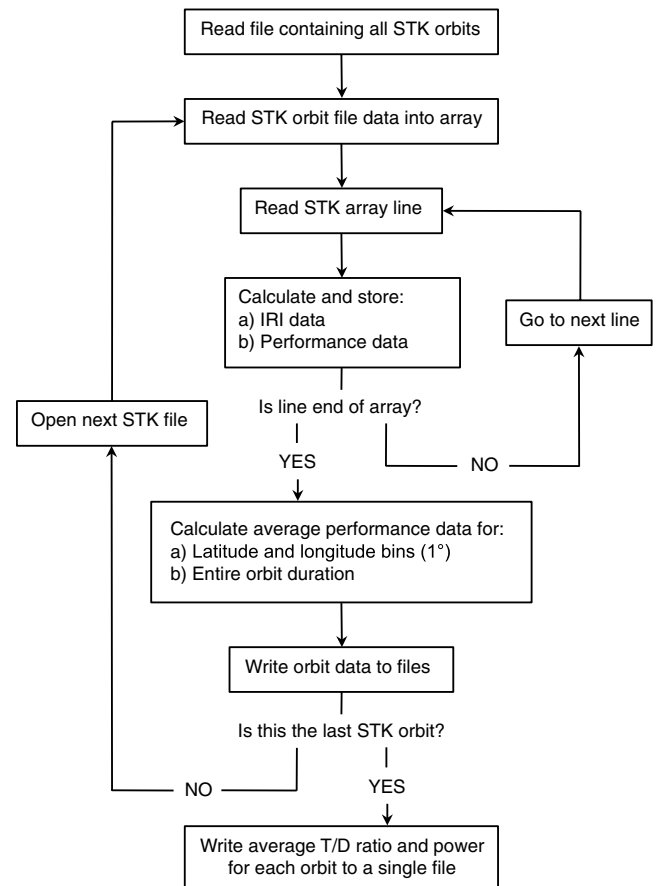 Read file containing all STK orbits
Read STK orbit file data into array
Read STK array line
Calculate and store:
a) IRI data
b) Performance data
Go to next line
Is line end of array?
Open next STK file
YES
NO
Calculate average performance data for:
a) Latitude and longitude bins (1°)
b) Entire orbit duration
Write orbit data to files
Is this the last STK orbit?
NO
YES
Write average T/D ratio and power
for each orbit to a single file